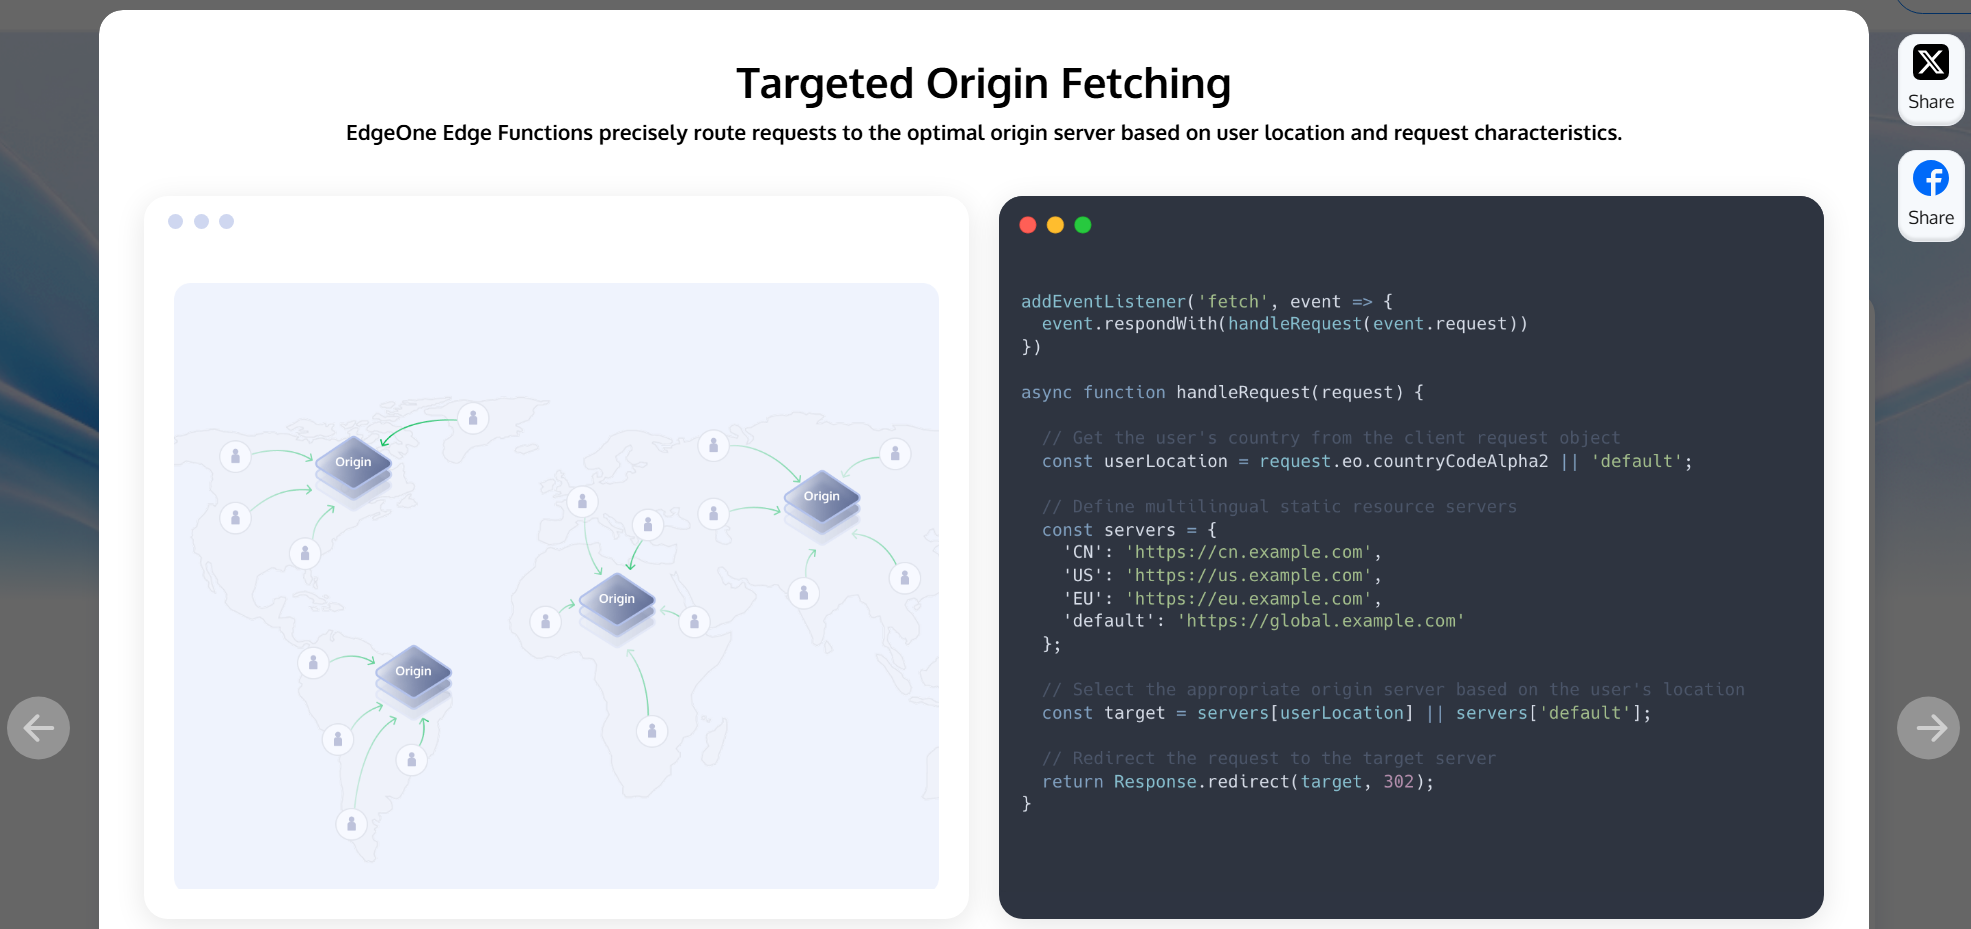 Targeted Origin Fetching
EdgeOne Edge Functions precisely route requests to the optimal origin server based on user location and request characteristics.
Origin
Origin
Origin
Origin
addEventListener('fetch', event => {
  event.respondWith(handleRequest(event.request))
})
async function handleRequest(request) {
  // Get the user's country from the client request object
  const userLocation = request.eo.countryCodeAlpha2 || 'default';
  // Define multilingual static resource servers
  const servers = {
    'CN': 'https://cn.example.com',
    'US': 'https://us.example.com',
    'EU': 'https://eu.example.com',
    'default': 'https://global.example.com'
  };
  // Select the appropriate origin server based on the user's location
  const target = servers[userLocation] || servers['default'];
  // Redirect the request to the target server
  return Response.redirect(target, 302);
}
Share
Share